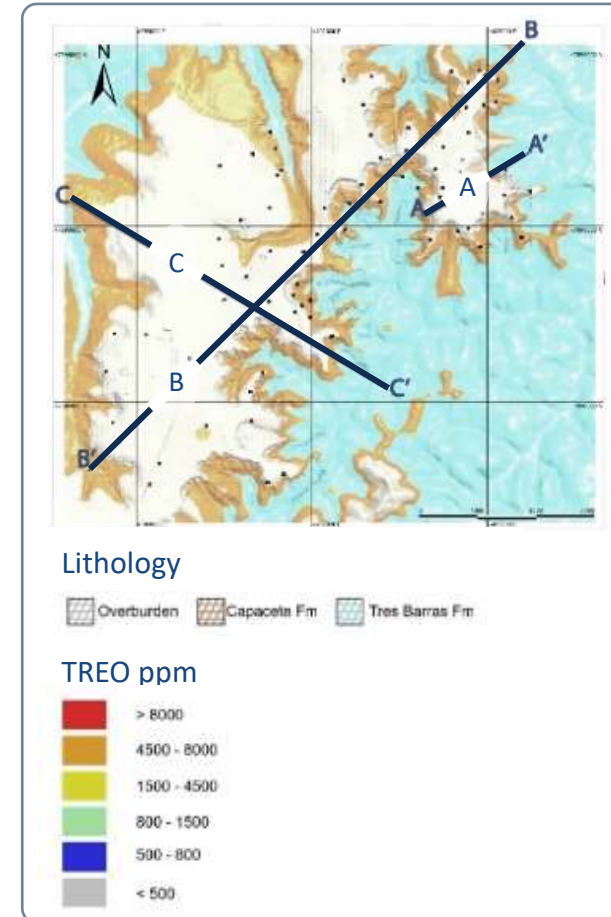 B
N
A'
A
A
C
C
B
C'
B'
Lithology
Overburden
Capacete Fm
Tres Barras Fm
TREO ppm
> 8000
4500 - 8000
1500 - 4500
800 - 1500
500 - 800
< 500